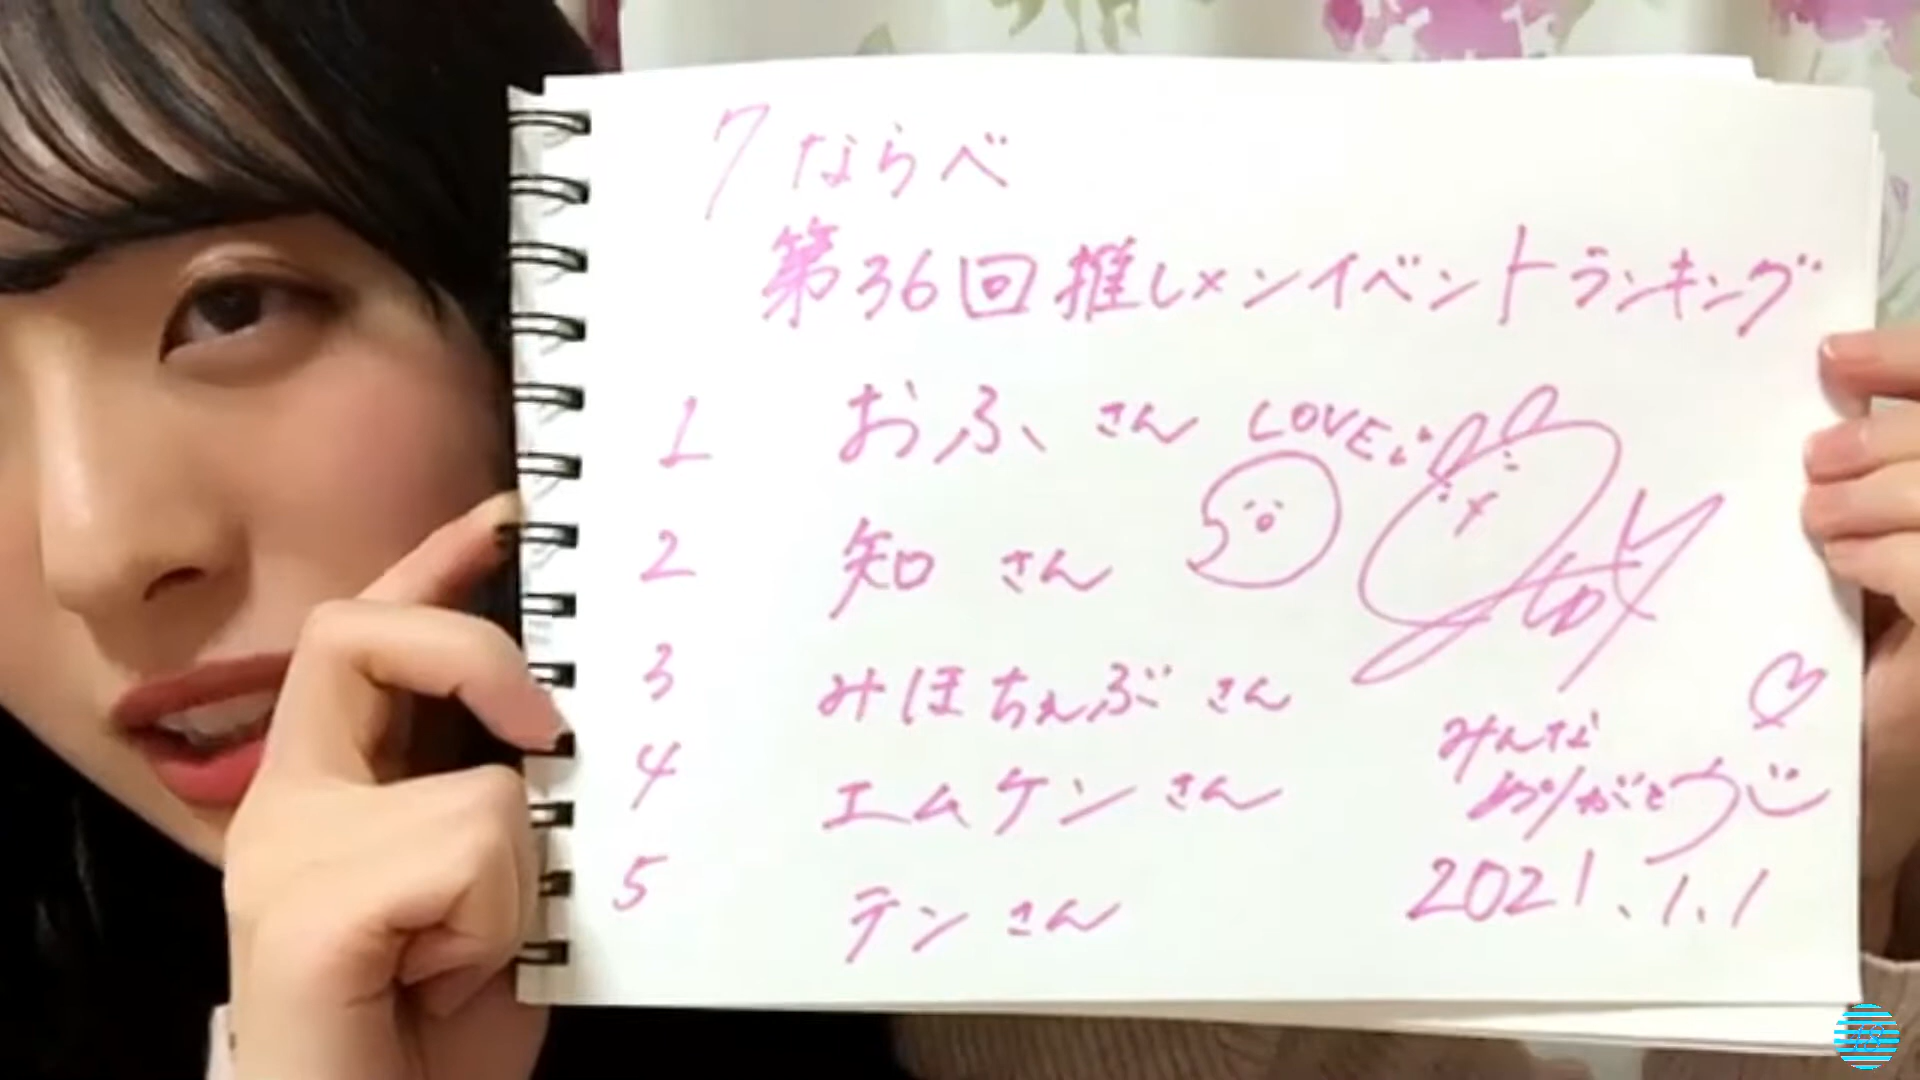 7ならべ
第36回推しメンイベントランキング
1 おふさん LOVE
2 知さん
3 みほちぇぶさん
4 エムケンさん
5 テンさん
みんな
ありがとう
2021.1.1